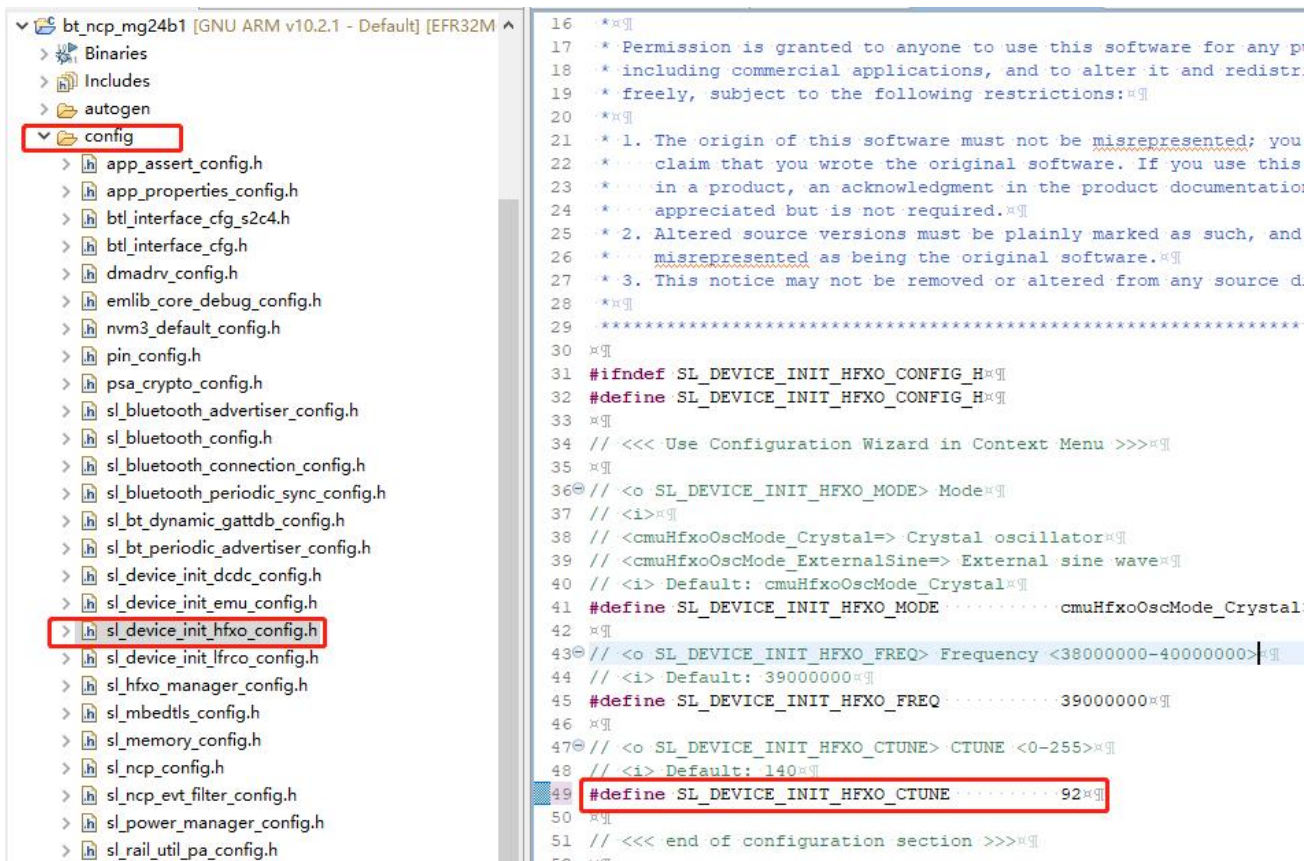 bt_ncp_mg24b1 [GNU ARM v10.2.1 - Default] [EFR32M
Binaries
Includes
autogen
config
app_assert_config.h
app_properties_config.h
btl_interface_cfg_s2c4.h
btl_interface_cfg.h
dmadrv_config.h
emlib_core_debug_config.h
nvm3_default_config.h
pin_config.h
psa_crypto_config.h
sl_bluetooth_advertiser_config.h
sl_bluetooth_config.h
sl_bluetooth_connection_config.h
sl_bluetooth_periodic_sync_config.h
sl_bt_dynamic_gattdb_config.h
sl_bt_periodic_advertiser_config.h
sl_device_init_dcdc_config.h
sl_device_init_emu_config.h
sl_device_init_hfxo_config.h
sl_device_init_lfrco_config.h
sl_hfxo_manager_config.h
sl_mbedtls_config.h
sl_memory_config.h
sl_ncp_config.h
sl_ncp_evt_filter_config.h
sl_power_manager_config.h
sl_rail_util_pa_config.h
16 *¤¶
17 * Permission is granted to anyone to use this software for any p
18 * including commercial applications, and to alter it and redistr
19 * freely, subject to the following restrictions:¤¶
20 *¤¶
21 * 1. The origin of this software must not be misrepresented; you
22 * claim that you wrote the original software. If you use this
23 * in a product, an acknowledgment in the product documentation
24 * appreciated but is not required.¤¶
25 * 2. Altered source versions must be plainly marked as such, and
26 * misrepresented as being the original software.¤¶
27 * 3. This notice may not be removed or altered from any source d
28 *¤¶
29 ******************************************************************
30 ¤¶
31 #ifndef SL_DEVICE_INIT_HFXO_CONFIG_H¤¶
32 #define SL_DEVICE_INIT_HFXO_CONFIG_H¤¶
33 ¤¶
34 // <<< Use Configuration Wizard in Context Menu >>>¤¶
35 ¤¶
36 // <o SL_DEVICE_INIT_HFXO_MODE> Mode¤¶
37 // <i>¤¶
38 // <cmuHfxoOscMode_Crystal=> Crystal oscillator¤¶
39 // <cmuHfxoOscMode_ExternalSine=> External sine wave¤¶
40 // <i> Default: cmuHfxoOscMode_Crystal¤¶
41 #define SL_DEVICE_INIT_HFXO_MODE ··········cmuHfxoOscMode_Crystal
42 ¤¶
43 // <o SL_DEVICE_INIT_HFXO_FREQ> Frequency <38000000-40000000>¤¶
44 // <i> Default: 39000000¤¶
45 #define SL_DEVICE_INIT_HFXO_FREQ ··········39000000¤¶
46 ¤¶
47 // <o SL_DEVICE_INIT_HFXO_CTUNE> CTUNE <0-255>¤¶
48 // <i> Default: 140¤¶
49 #define SL_DEVICE_INIT_HFXO_CTUNE ··········92¤¶
50 ¤¶
51 // <<< end of configuration section >>>¤¶